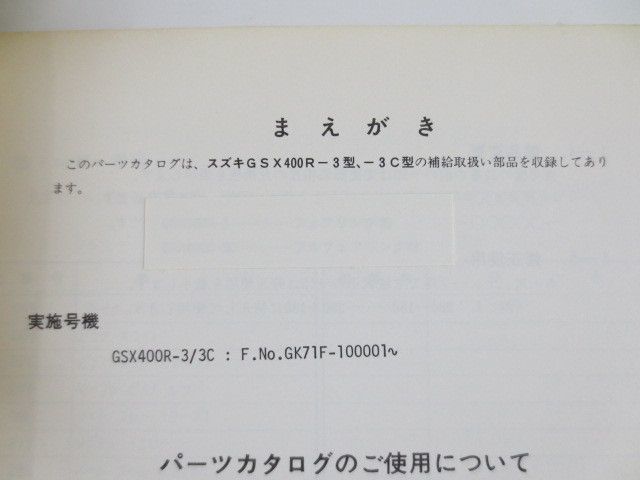 まえがき
このパーツカタログは、スズキGSX400R－3型、－3C型の補給取扱い部品を収録してあり
ます。
実施号機
GSX400R-3/3C : F.No.GK71F-100001~
パーツカタログのご使用について